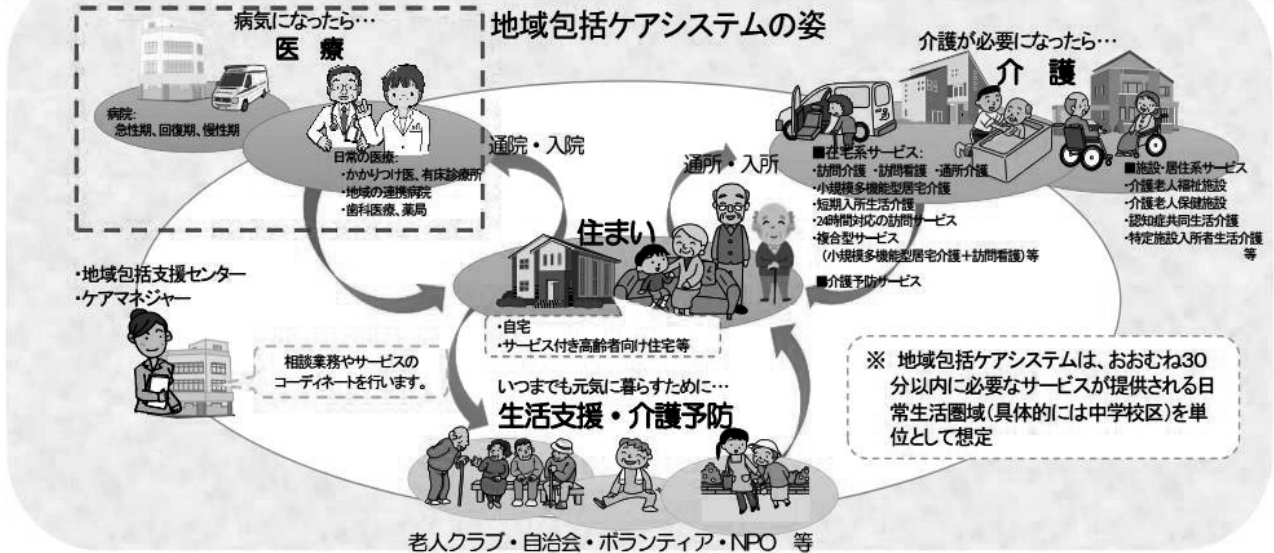 地域包括ケアシステムの姿
病気になったら…
医 療
病院:
急性期、回復期、慢性期
日常の医療:
・かかりつけ医、有床診療所
・地域の連携病院
・歯科医療、薬局
通院・入院
通所・入所
介護が必要になったら…
介 護
■在宅系サービス:
・訪問介護 ・訪問看護 ・通所介護
・小規模多機能型居宅介護
・短期入所生活介護
・24時間対応の訪問サービス
・複合型サービス
(小規模多機能型居宅介護+訪問看護)等
■介護予防サービス
■施設・居住系サービス
・介護老人福祉施設
・介護老人保健施設
・認知症共同生活介護
・特定施設入所者生活介護
等
住まい
・自宅
・サービス付き高齢者向け住宅等
・地域包括支援センター
・ケアマネジャー
相談業務やサービスの
コーディネートを行います。
いつまでも元気に暮らすために…
生活支援・介護予防
老人クラブ・自治会・ボランティア・NPO 等
※ 地域包括ケアシステムは、おおむね30
分以内に必要なサービスが提供される日
常生活圏域(具体的には中学校区)を単
位として想定